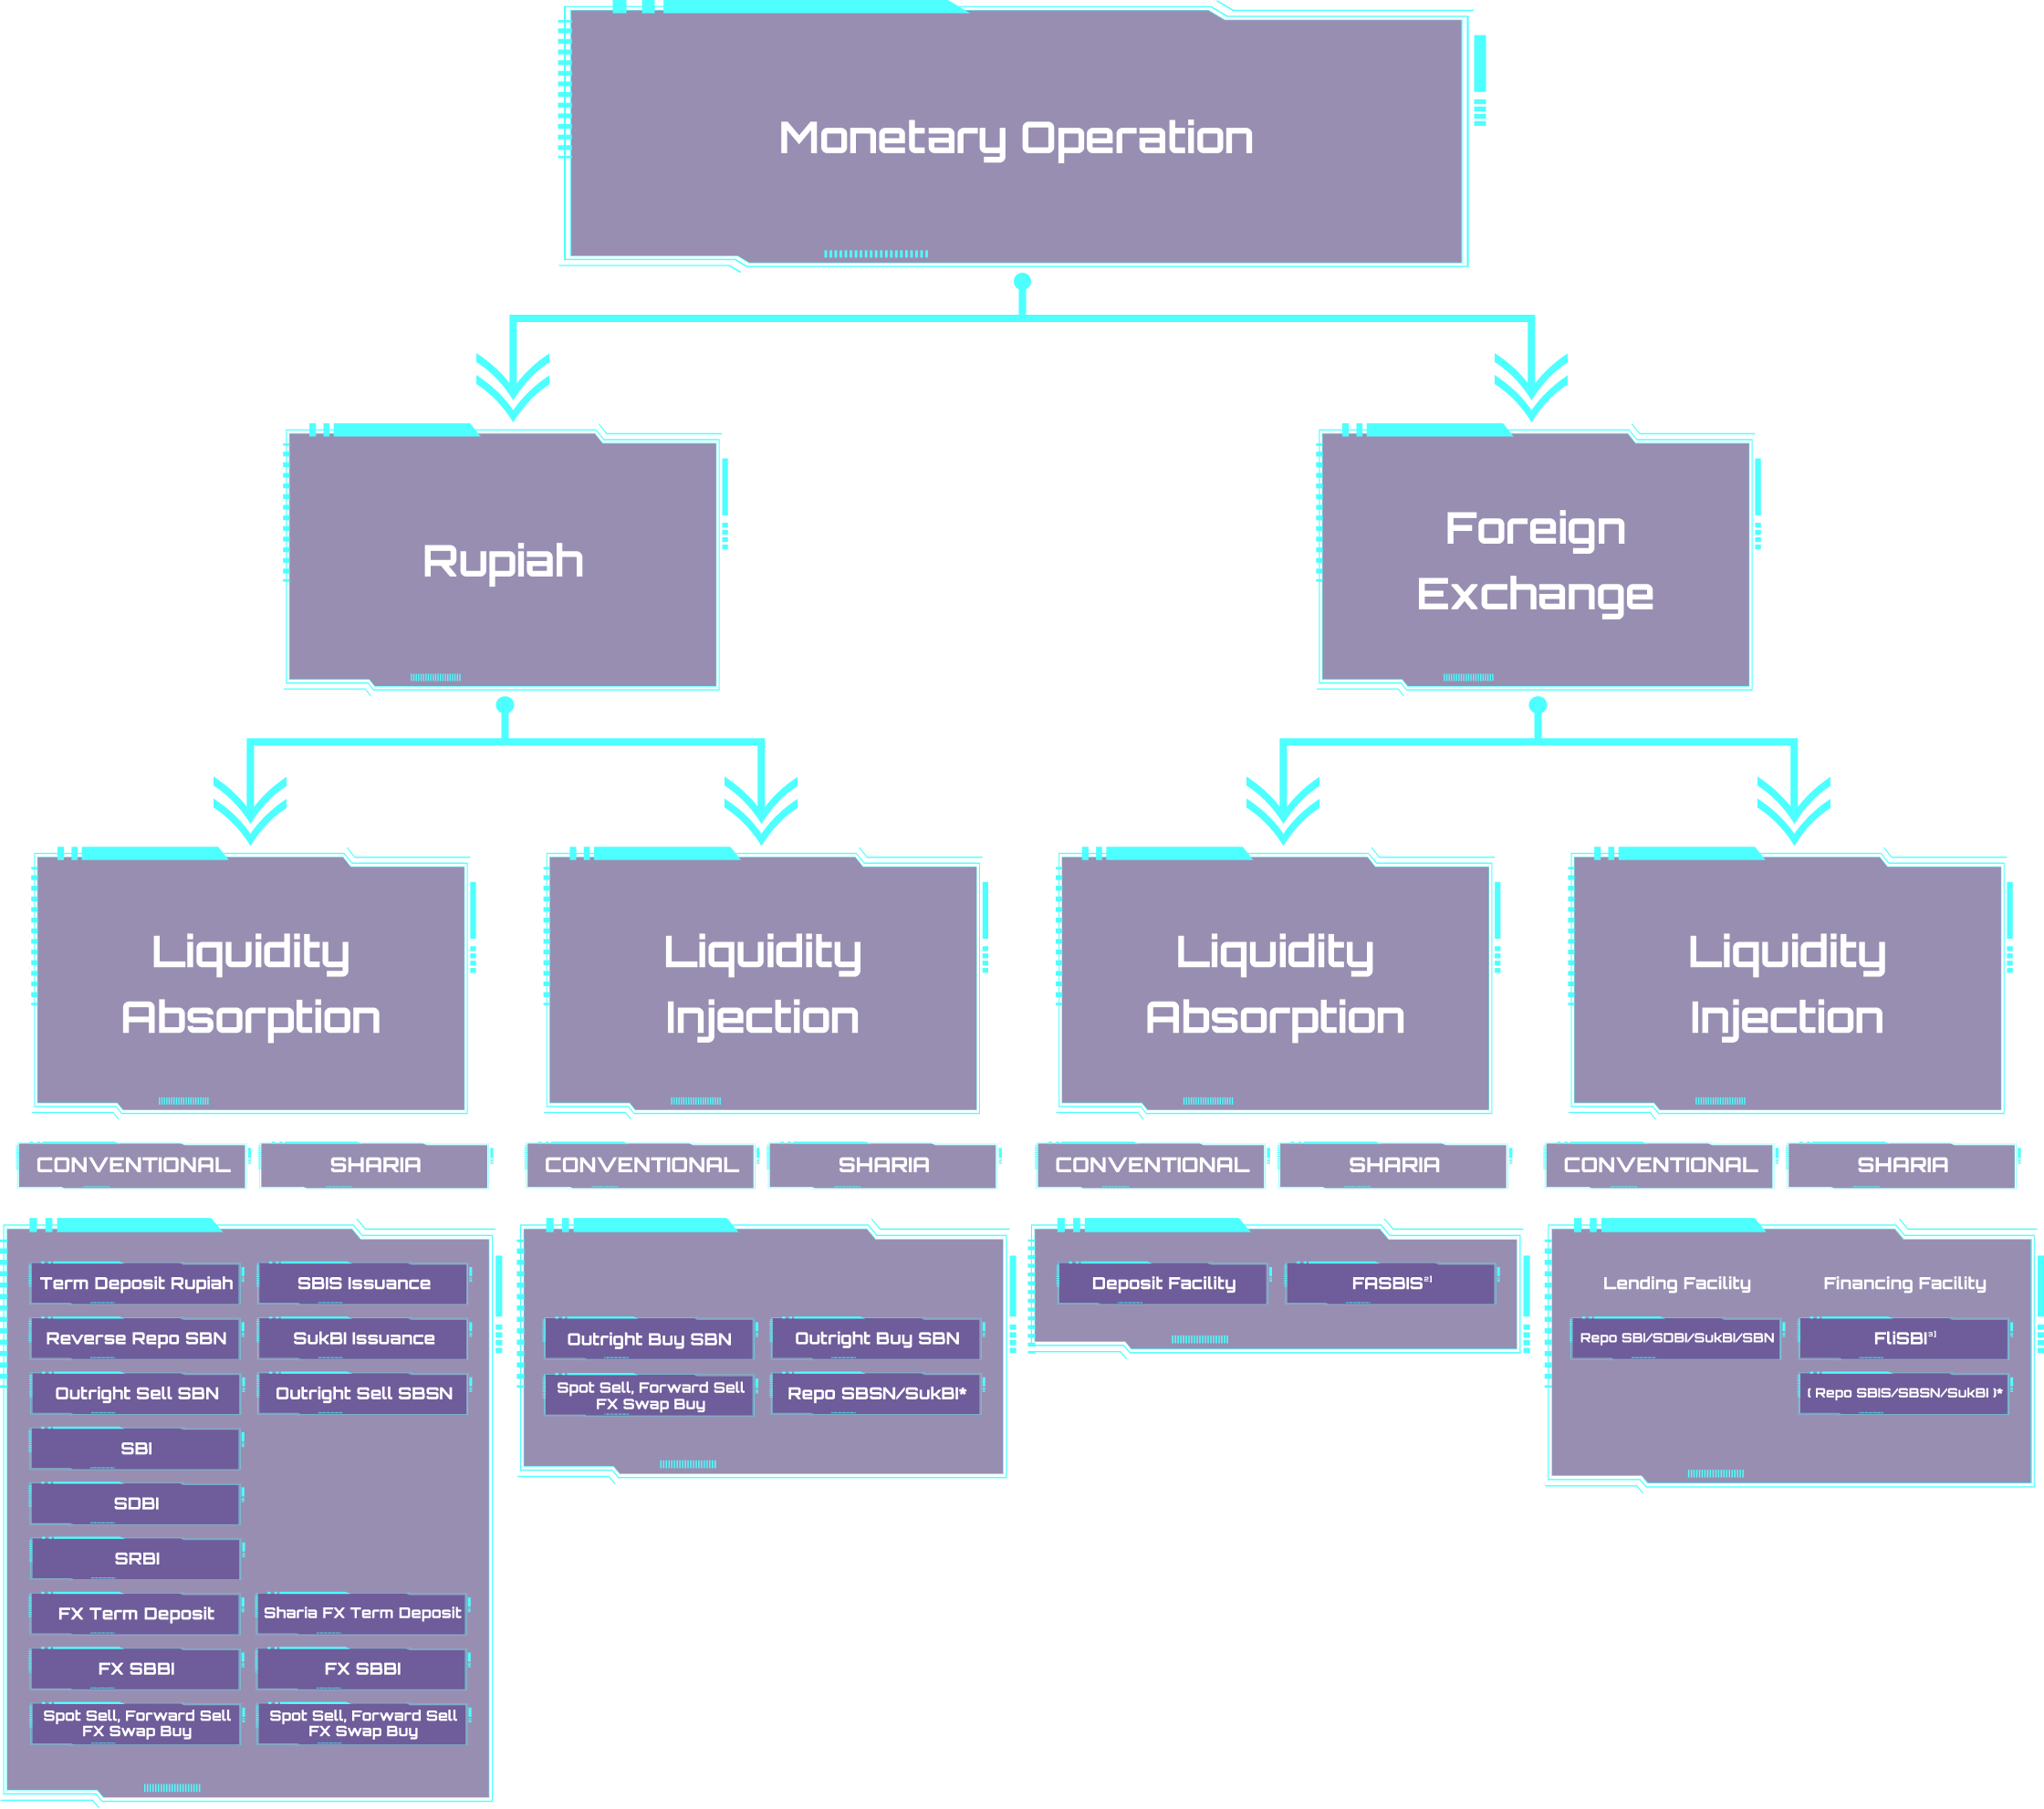 Monetary Operation
Rupiah
Foreign
Exchange
Liquidity
Absorption
Liquidity
Injection
Liquidity
Absorption
Liquidity
Injection
CONVENTIONAL
SHARIA
CONVENTIONAL
SHARIA
CONVENTIONAL
SHARIA
CONVENTIONAL
SHARIA
Term Deposit Rupiah
SBIS Issuance
Reverse Repo SBN
SukBI Issuance
Outright Sell SBN
Outright Sell SBSN
SBI
SDBI
SRBI
FX Term Deposit
Sharia FX Term Deposit
FX SBBI
FX SBBI
Spot Sell, Forward Sell
FX Swap Buy
Spot Sell, Forward Sell
FX Swap Buy
Outright Buy SBN
Outright Buy SBN
Spot Sell, Forward Sell
FX Swap Buy
Repo SBSN/SukBI*
Deposit Facility
FASBIS²⁾
Lending Facility
Financing Facility
Repo SBI/SDBI/SukBI/SBN
FliSBI³⁾
( Repo SBIS/SBSN/SukBI )*